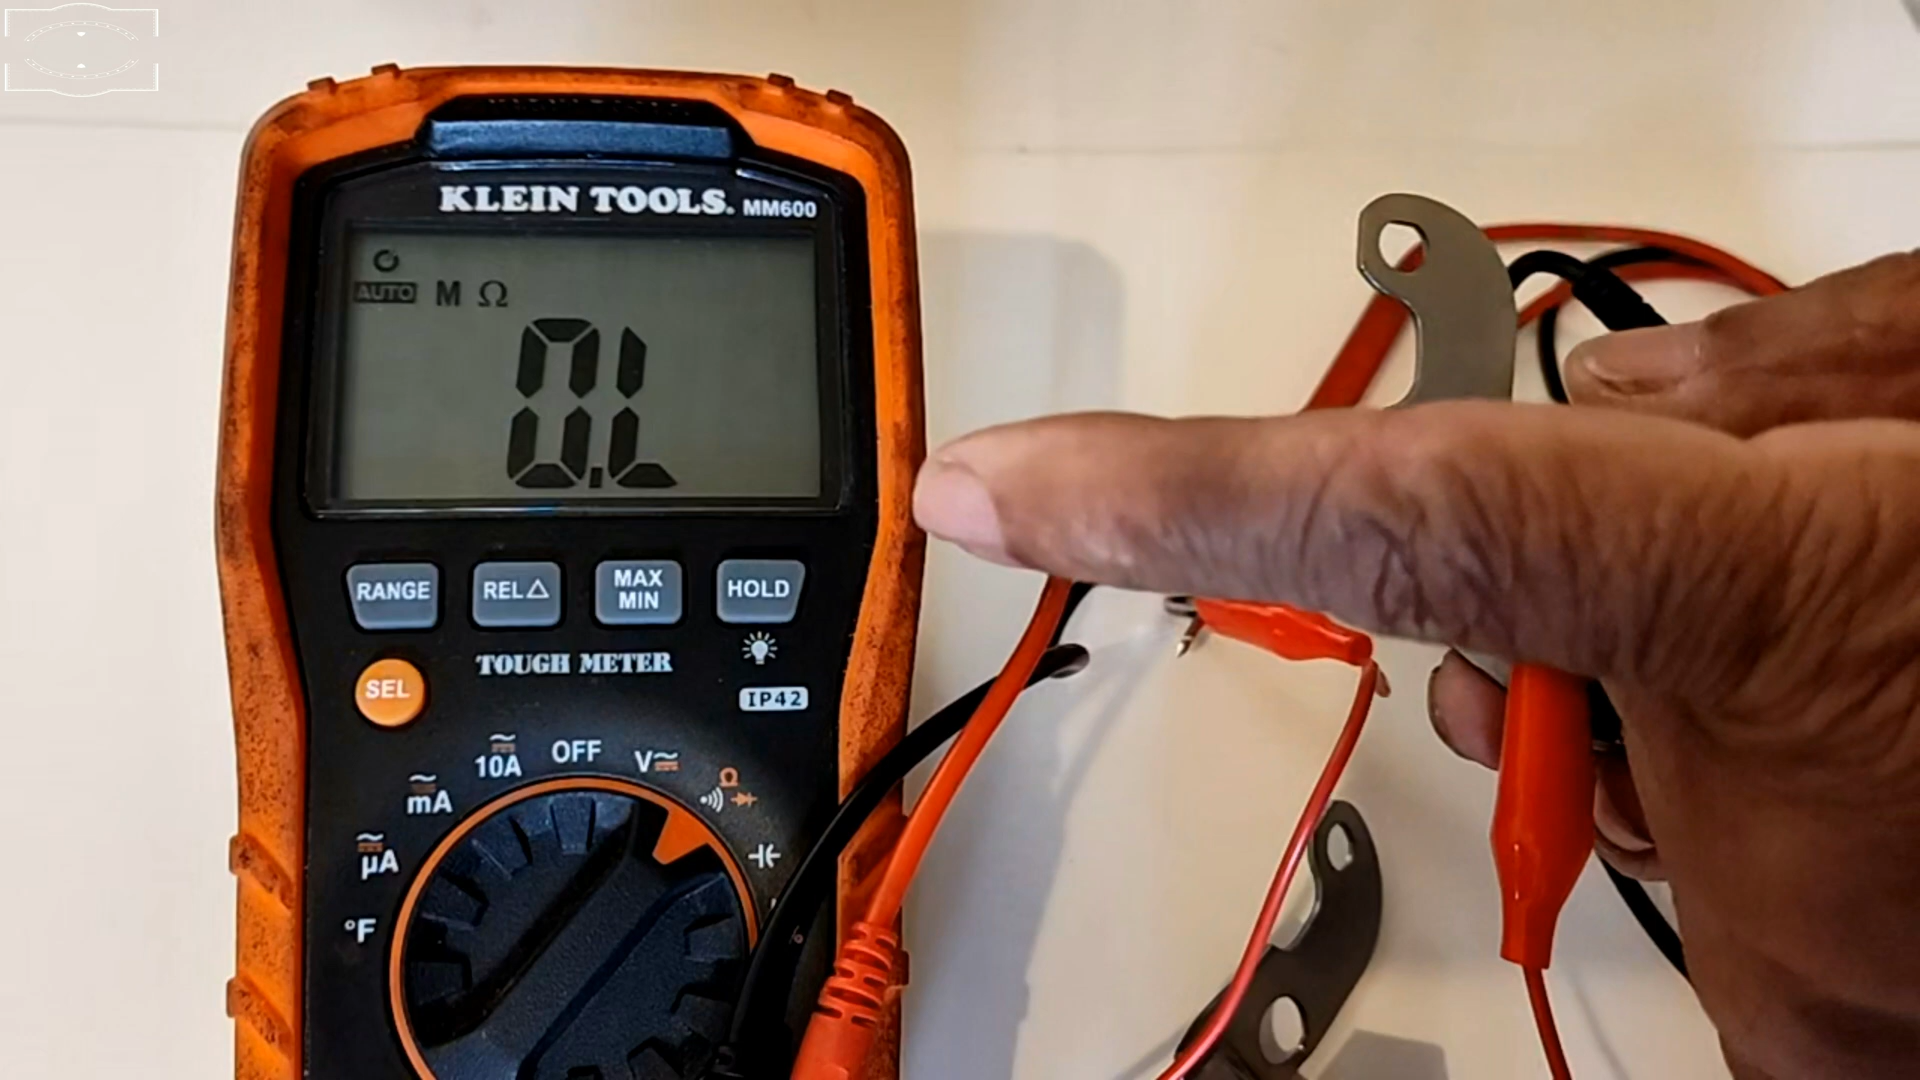 KLEIN TOOLS. MM600
AUTO M Ω
0.L
RANGE REL△ MAX MIN HOLD
TOUGH METER
SEL
IP42
OFF
10A
V
Ω
mA
µA
°F
%